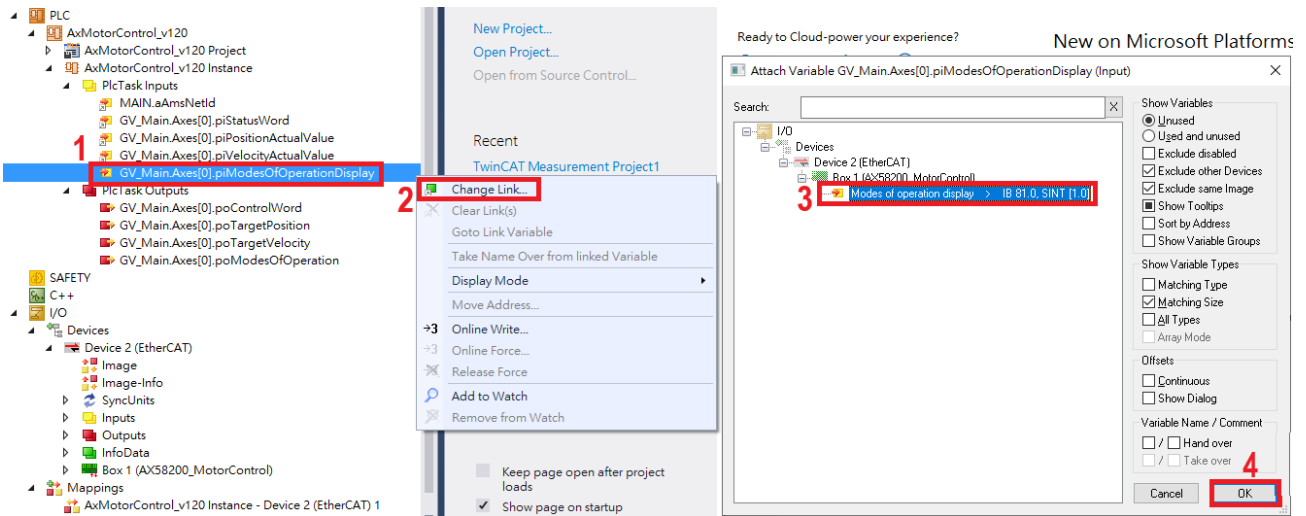 PLC
AxMotorControl_v120
AxMotorControl_v120 Project
AxMotorControl_v120 Instance
PlcTask Inputs
MAIN.aAmsNetId
GV_Main.Axes[0].piStatusWord
GV_Main.Axes[0].piPositionActualValue
GV_Main.Axes[0].piVelocityActualValue
1
GV_Main.Axes[0].piModesOfOperationDisplay
PlcTask Outputs
GV_Main.Axes[0].poControlWord
GV_Main.Axes[0].poTargetPosition
GV_Main.Axes[0].poTargetVelocity
GV_Main.Axes[0].poModesOfOperation
SAFETY
C++
I/O
Devices
Device 2 (EtherCAT)
Image
Image-Info
SyncUnits
Inputs
Outputs
InfoData
Box 1 (AX58200_MotorControl)
Mappings
AxMotorControl_v120 Instance - Device 2 (EtherCAT) 1
New Project...
Open Project...
Open from Source Control...
Recent
TwinCAT Measurement Project1
2
Change Link...
Clear Link(s)
Goto Link Variable
Take Name Over from linked Variable
Display Mode
Move Address...
Online Write...
Online Force...
Release Force
Add to Watch
Remove from Watch
Keep page open after project
loads
Show page on startup
Ready to Cloud-power your experience?
New on Microsoft Platforms
Attach Variable GV_Main.Axes[0].piModesOfOperationDisplay (Input)
Search:
X
I/O
Devices
Device 2 (EtherCAT)
Box 1 (AX58200_MotorControl)
3
Modes of operation display > IB 81.0, SINT [1.0]
Show Variables
Unused
Used and unused
Exclude disabled
Exclude other Devices
Exclude same Image
Show Tooltips
Sort by Address
Show Variable Groups
Show Variable Types
Matching Type
Matching Size
All Types
Array Mode
Offsets
Continuous
Show Dialog
Variable Name / Comment
/ Hand over
/ Take over
4
Cancel
OK